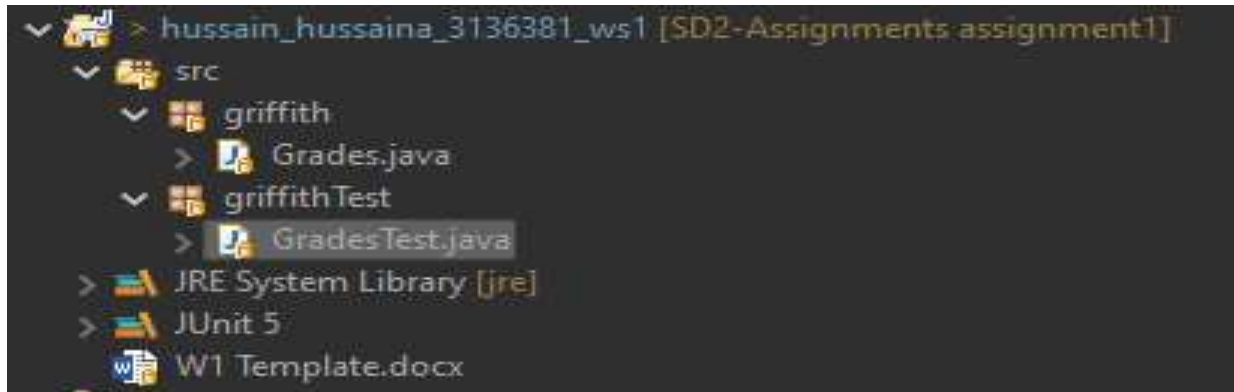 > hussain_hussaina_3136381_ws1 [SD2-Assignments assignment1]
src
griffith
> Grades.java
griffithTest
> GradesTest.java
> JRE System Library [jre]
> JUnit 5
W1 Template.docx